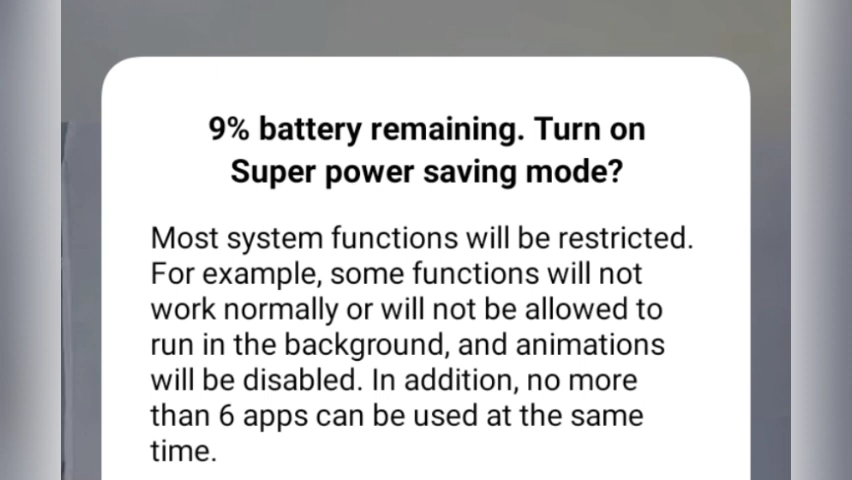 9% battery remaining. Turn on
Super power saving mode?
Most system functions will be restricted.
For example, some functions will not
work normally or will not be allowed to
run in the background, and animations
will be disabled. In addition, no more
than 6 apps can be used at the same
time.